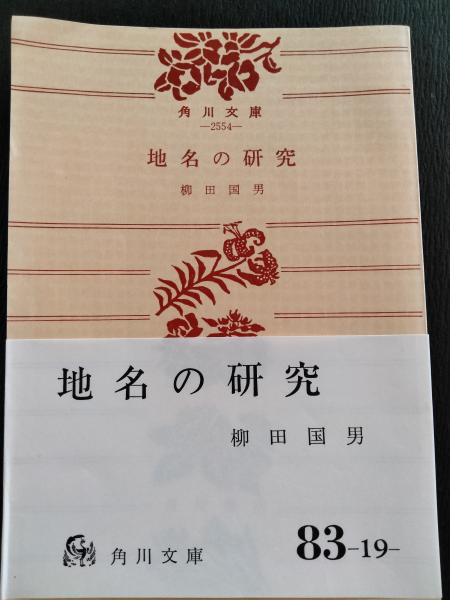 角川文庫
—2554—
地名の研究
柳田国男
地名の研究
柳田国男
角川文庫
83-19-